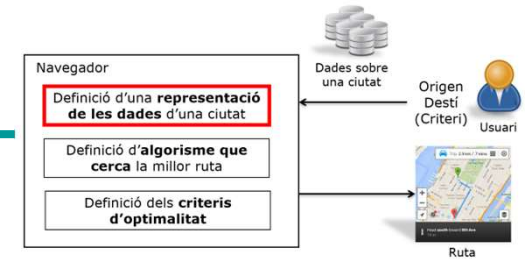 Navegador
Definició d'una representació
de les dades d'una ciutat
Definició d'algorisme que
cerca la millor ruta
Definició dels criteris
d'optimalitat
Dades sobre
una ciutat
Origen
Destí
(Criteri)
Usuari
Ruta